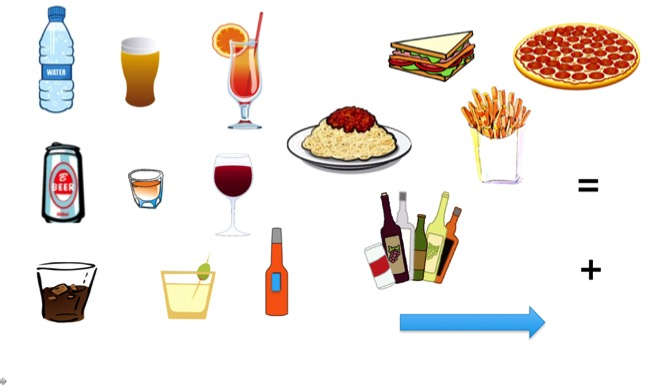 WATER
BEER
=
+